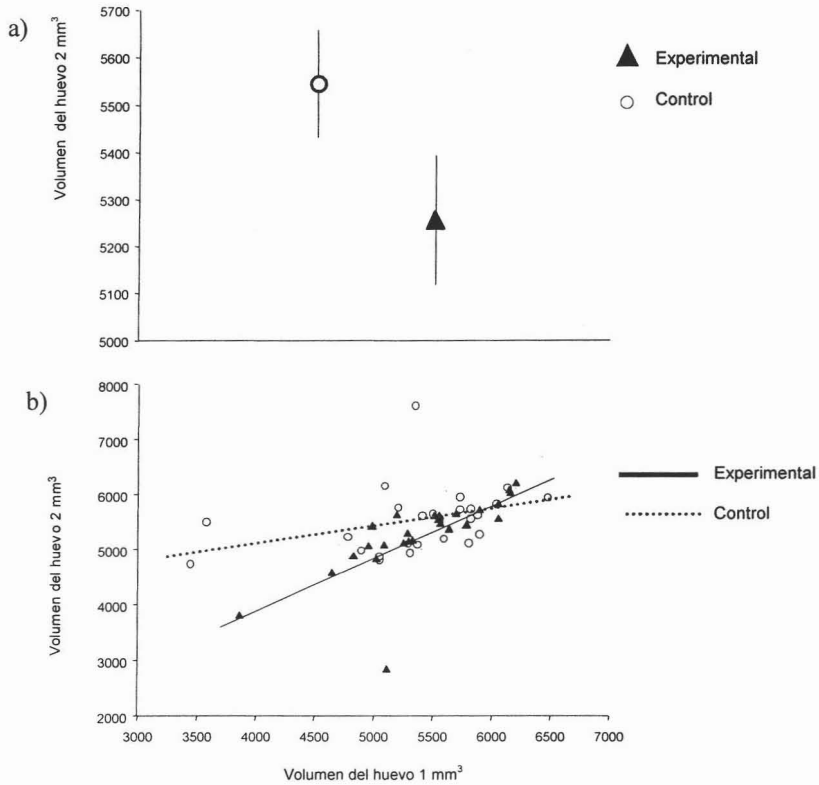 a)
Volumen del huevo 2 mm³
5700
5600
5500
5400
5300
5200
5100
5000
Experimental
Control
b)
Volumen del huevo 2 mm³
8000
7000
6000
5000
4000
3000
2000
3000 3500 4000 4500 5000 5500 6000 6500 7000
Volumen del huevo 1 mm³
Experimental
Control